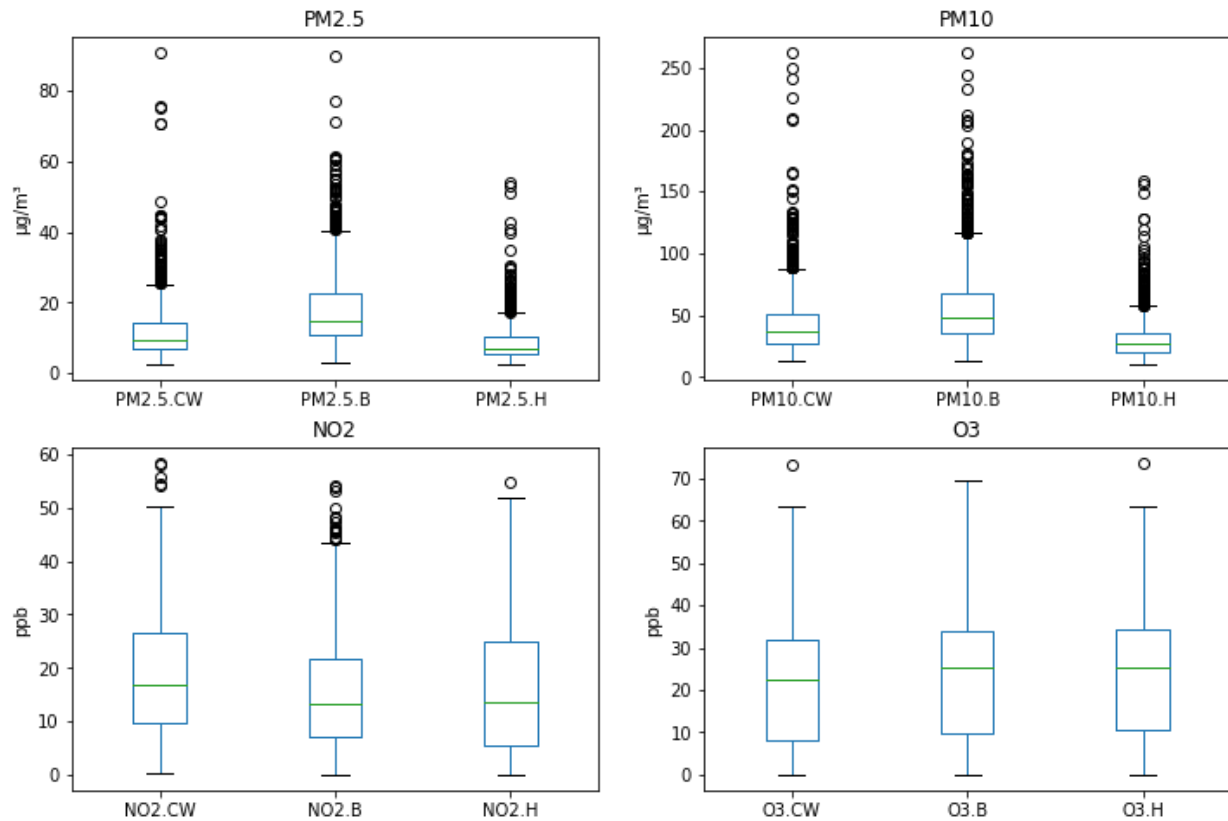 PM2.5
80
60
40
20
0
µg/m³
PM2.5.CW PM2.5.B PM2.5.H
PM10
250
200
150
100
50
0
µg/m³
PM10.CW PM10.B PM10.H
NO2
60
50
40
30
20
10
0
ppb
NO2.CW NO2.B NO2.H
O3
70
60
50
40
30
20
10
0
ppb
O3.CW O3.B O3.H